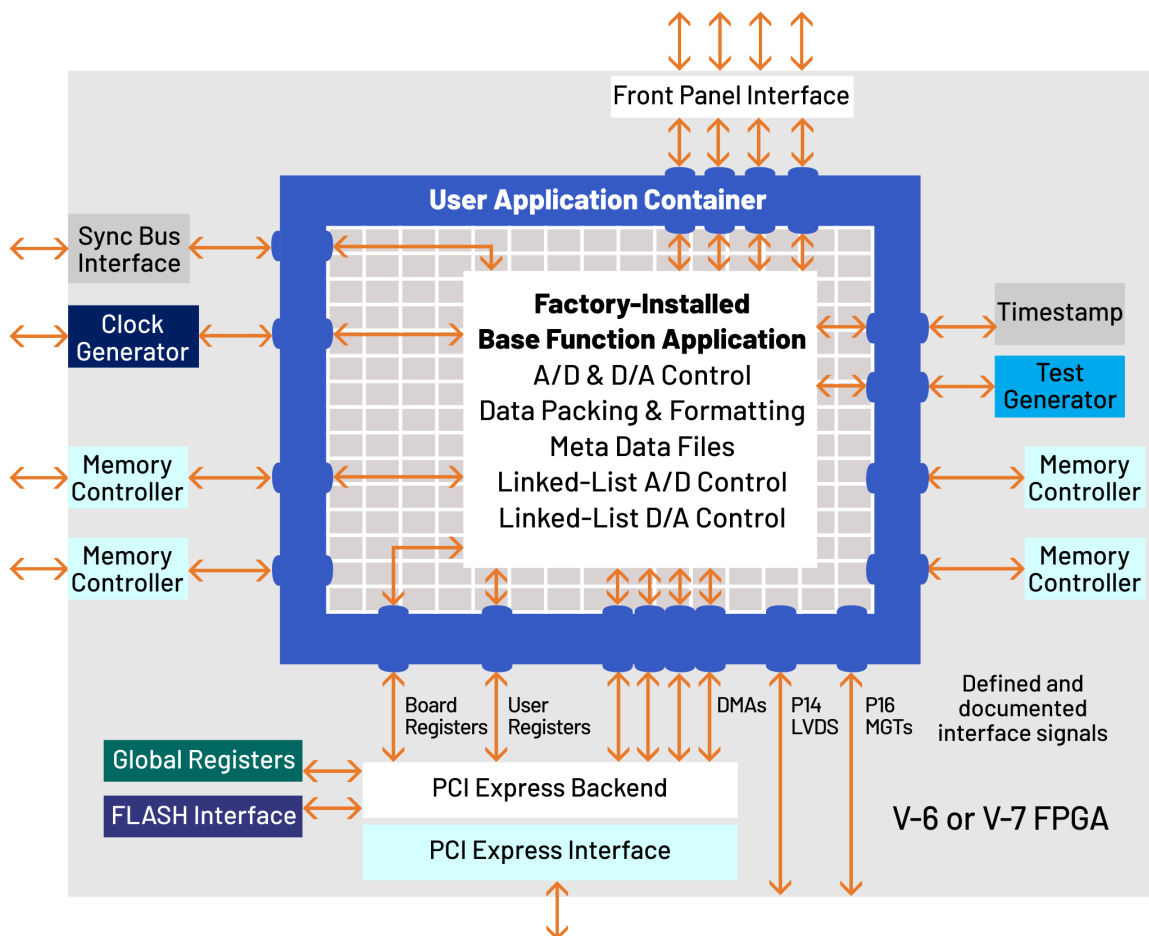 Front Panel Interface
User Application Container
Sync Bus
Interface
Clock
Generator
Memory
Controller
Memory
Controller
Factory-Installed
Base Function Application
A/D & D/A Control
Data Packing & Formatting
Meta Data Files
Linked-List A/D Control
Linked-List D/A Control
Timestamp
Test
Generator
Memory
Controller
Memory
Controller
Board
Registers
User
Registers
DMAs
P14
LVDS
P16
MGTs
Defined and
documented
interface signals
Global Registers
FLASH Interface
PCI Express Backend
PCI Express Interface
V-6 or V-7 FPGA